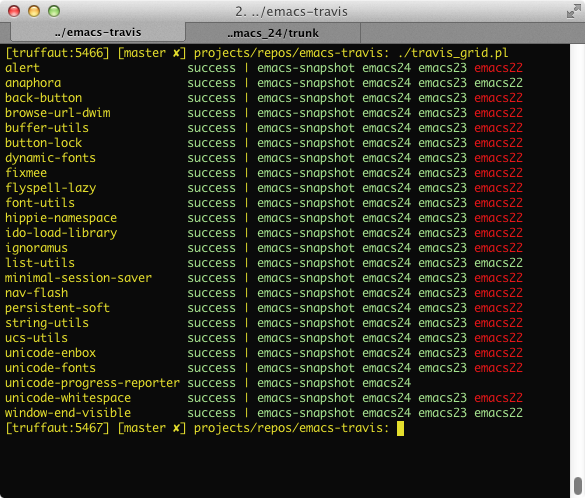 2. ../emacs-travis
../emacs-travis ..macs_24/trunk
[truffaut:5466] [master ✘] projects/repos/emacs-travis: ./travis_grid.pl
alert success | emacs-snapshot emacs24 emacs23 emacs22
anaphora success | emacs-snapshot emacs24 emacs23 emacs22
back-button success | emacs-snapshot emacs24 emacs23 emacs22
browse-url-dwim success | emacs-snapshot emacs24 emacs23 emacs22
buffer-utils success | emacs-snapshot emacs24 emacs23 emacs22
button-lock success | emacs-snapshot emacs24 emacs23 emacs22
dynamic-fonts success | emacs-snapshot emacs24 emacs23 emacs22
fixmee success | emacs-snapshot emacs24 emacs23 emacs22
flyspell-lazy success | emacs-snapshot emacs24 emacs23 emacs22
font-utils success | emacs-snapshot emacs24 emacs23 emacs22
hippie-namespace success | emacs-snapshot emacs24 emacs23 emacs22
ido-load-library success | emacs-snapshot emacs24 emacs23 emacs22
ignoramus success | emacs-snapshot emacs24 emacs23 emacs22
list-utils success | emacs-snapshot emacs24 emacs23 emacs22
minimal-session-saver success | emacs-snapshot emacs24 emacs23 emacs22
nav-flash success | emacs-snapshot emacs24 emacs23 emacs22
persistent-soft success | emacs-snapshot emacs24 emacs23 emacs22
string-utils success | emacs-snapshot emacs24 emacs23 emacs22
ucs-utils success | emacs-snapshot emacs24 emacs23 emacs22
unicode-enbox success | emacs-snapshot emacs24 emacs23 emacs22
unicode-fonts success | emacs-snapshot emacs24 emacs23 emacs22
unicode-progress-reporter success | emacs-snapshot emacs24
unicode-whitespace success | emacs-snapshot emacs24 emacs23 emacs22
window-end-visible success | emacs-snapshot emacs24 emacs23 emacs22
[truffaut:5467] [master ✘] projects/repos/emacs-travis: